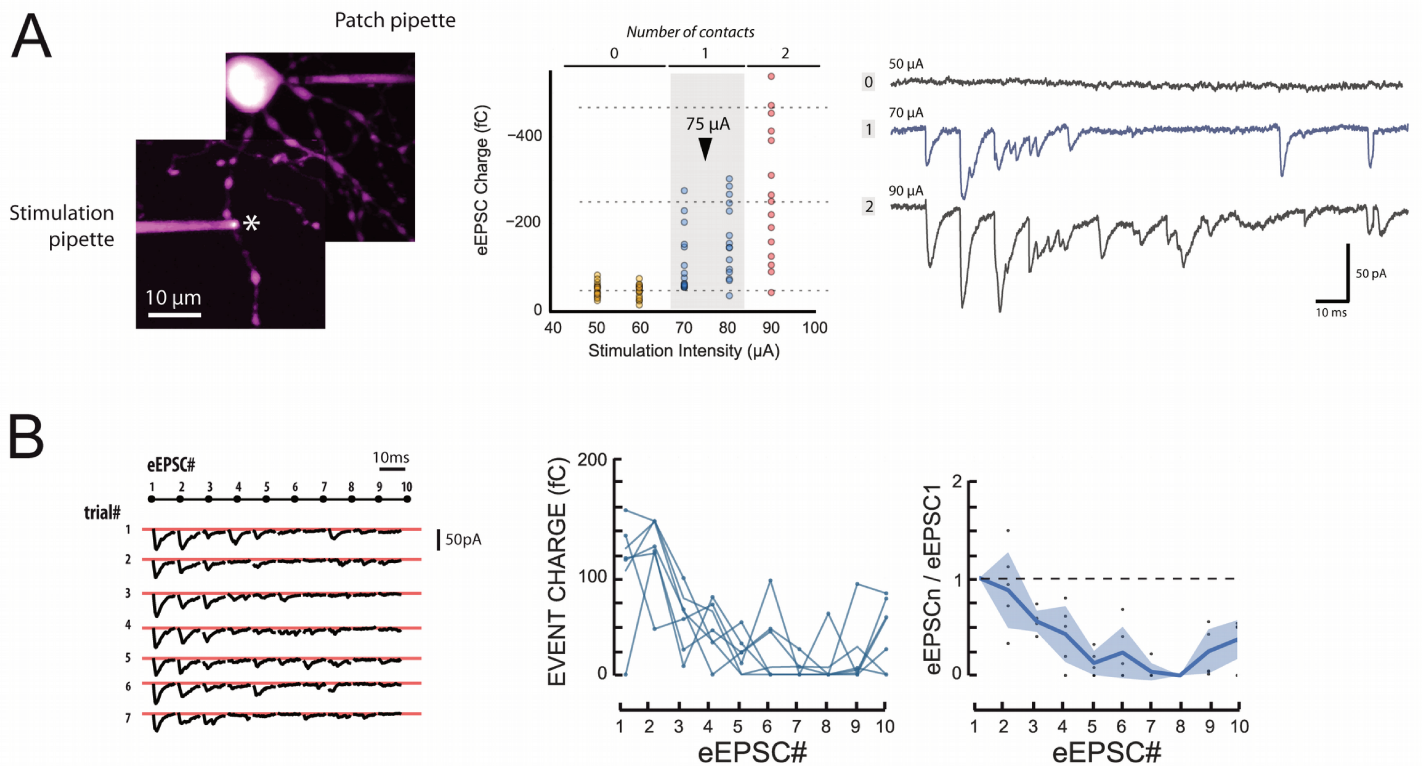 A
Patch pipette
Stimulation
pipette
*
10 µm
Number of contacts
0 1 2
75 µA
eEPSC Charge (fC)
−400
−200
0
40 50 60 70 80 90 100
Stimulation Intensity (µA)
50 µA
0
70 µA
1
90 µA
2
50 pA
10 ms
B
eEPSC#
10ms
1 2 3 4 5 6 7 8 9 10
trial#
1
2
3
4
5
6
7
50pA
EVENT CHARGE (fC)
200
100
0
1 2 3 4 5 6 7 8 9 10
eEPSC#
eEPSCn / eEPSC1
2
1
0
1 2 3 4 5 6 7 8 9 10
eEPSC#